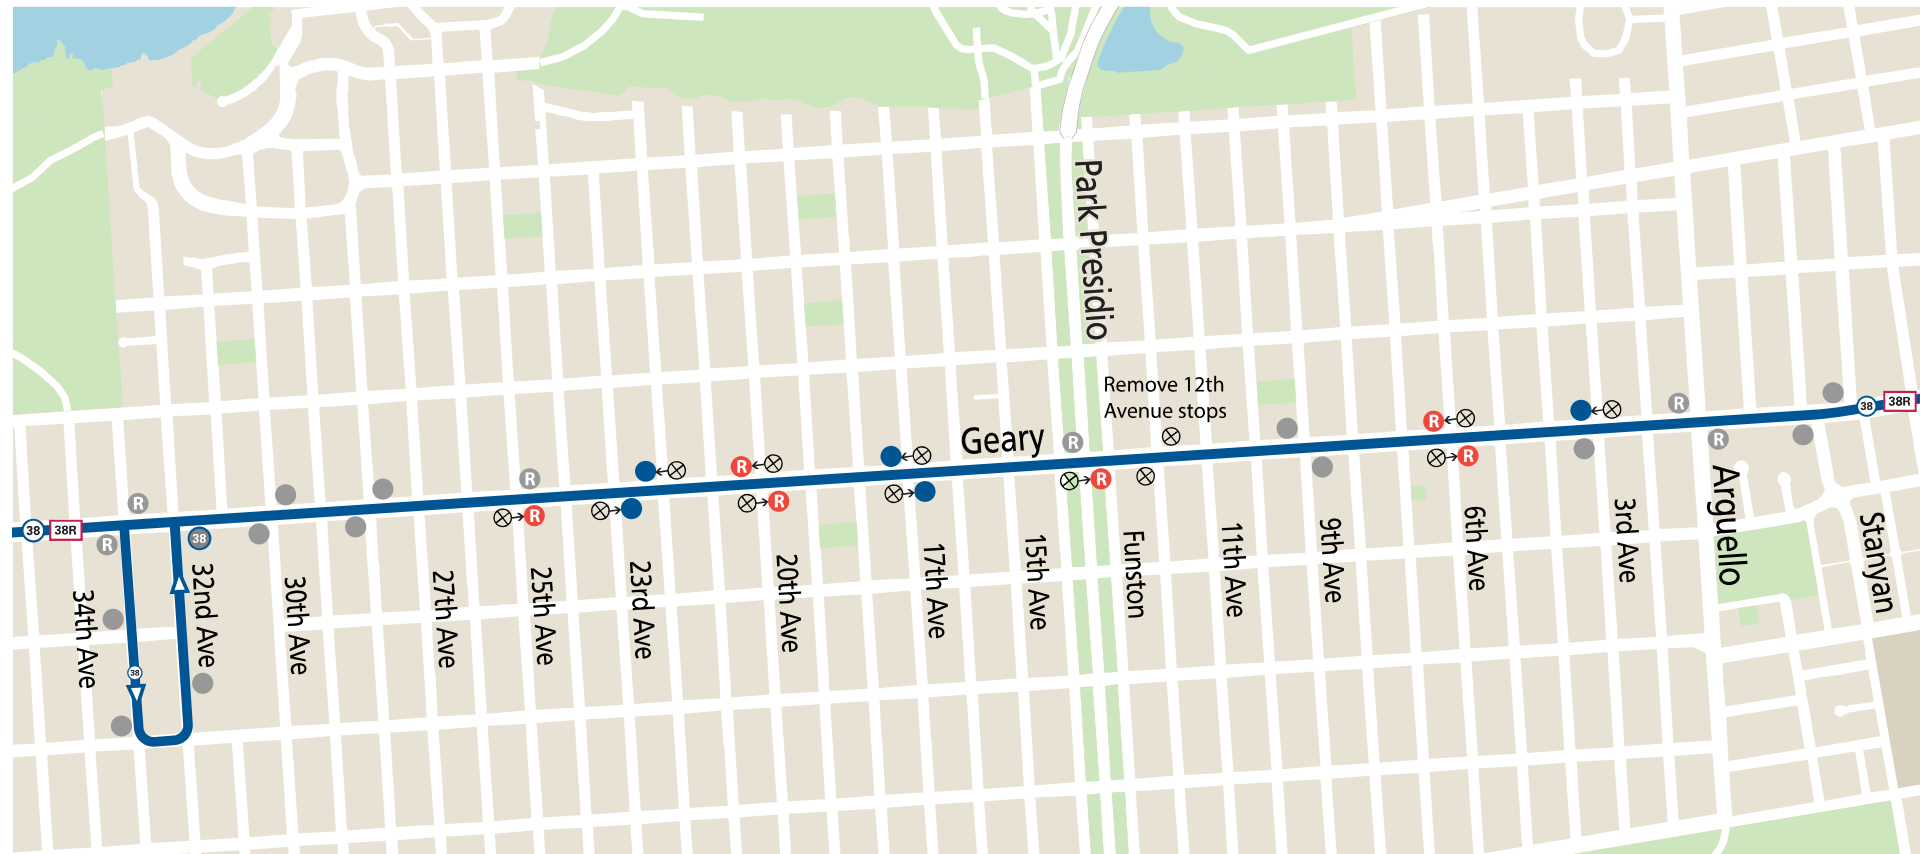 Park Presidio
Remove 12th
Avenue stops
Geary
38
38R
R
R
R
R
R
R
R
R
R
R
R
R
38
38R
38
38
34th Ave
32nd Ave
30th Ave
27th Ave
25th Ave
23rd Ave
20th Ave
17th Ave
15th Ave
Funston
11th Ave
9th Ave
6th Ave
3rd Ave
Arguello
Stanyan